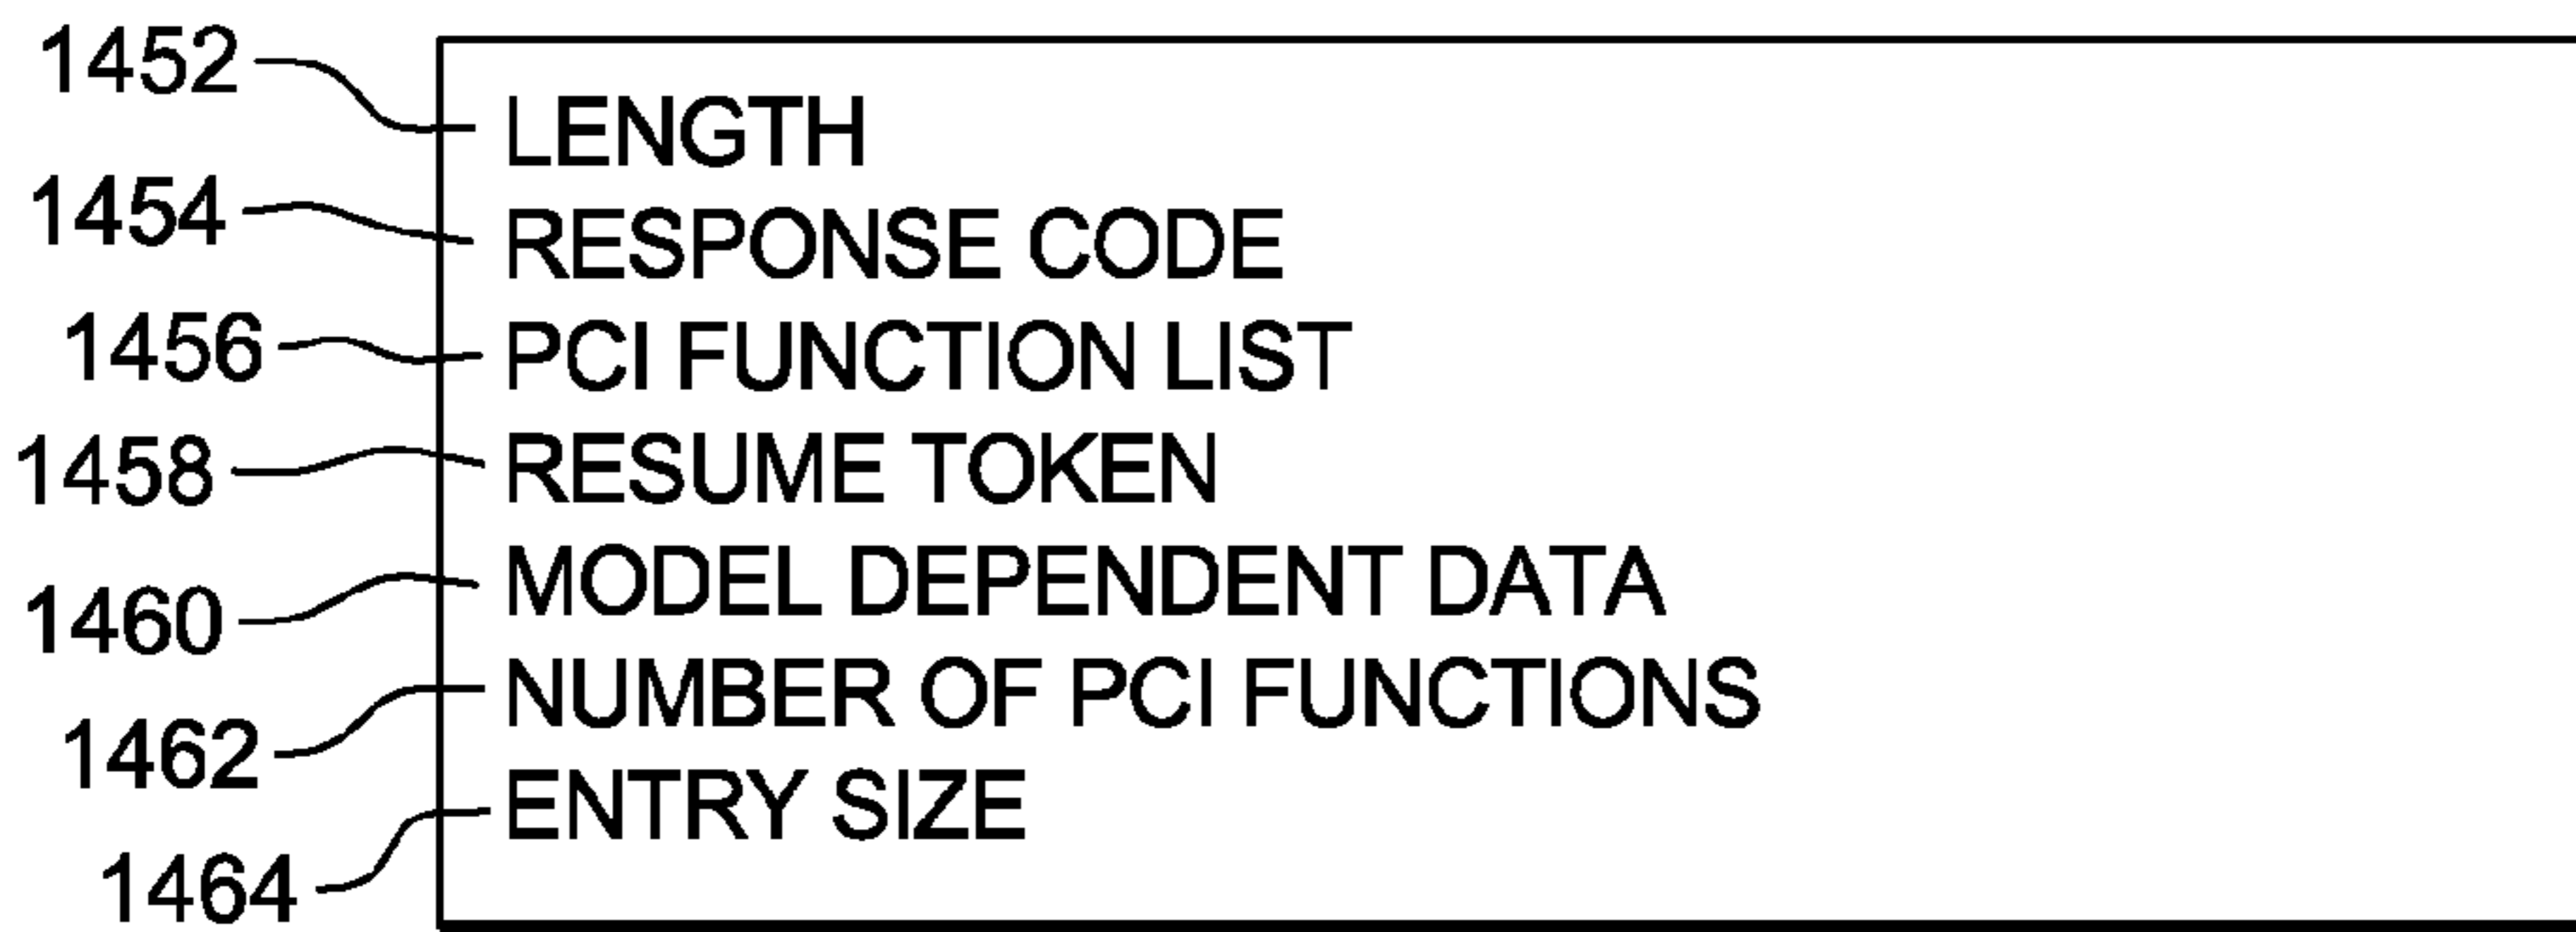 1452 LENGTH
1454 RESPONSE CODE
1456 PCI FUNCTION LIST
1458 RESUME TOKEN
1460 MODEL DEPENDENT DATA
1462 NUMBER OF PCI FUNCTIONS
1464 ENTRY SIZE